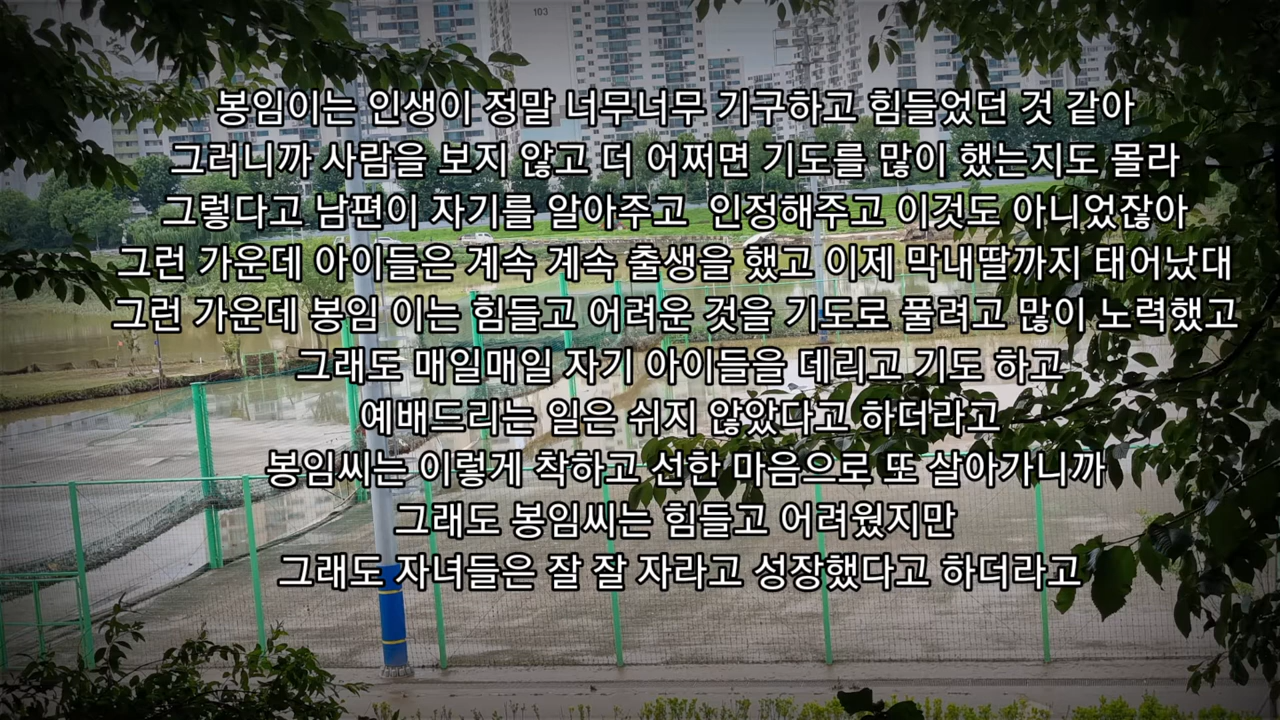 103
봉임이는 인생이 정말 너무너무 기구하고 힘들었던 것 같아
그러니까 사람을 보지 않고 더 어쩌면 기도를 많이 했는지도 몰라
그렇다고 남편이 자기를 알아주고 인정해주고 이것도 아니었잖아
그런 가운데 아이들은 계속 계속 출생을 했고 이제 막내딸까지 태어났대
그런 가운데 봉임 이는 힘들고 어려운 것을 기도로 풀려고 많이 노력했고
그래도 매일매일 자기 아이들을 데리고 기도 하고
예배드리는 일은 쉬지 않았다고 하더라고
봉임씨는 이렇게 착하고 선한 마음으로 또 살아가니까
그래도 봉임씨는 힘들고 어려웠지만
그래도 자녀들은 잘 잘 자라고 성장했다고 하더라고